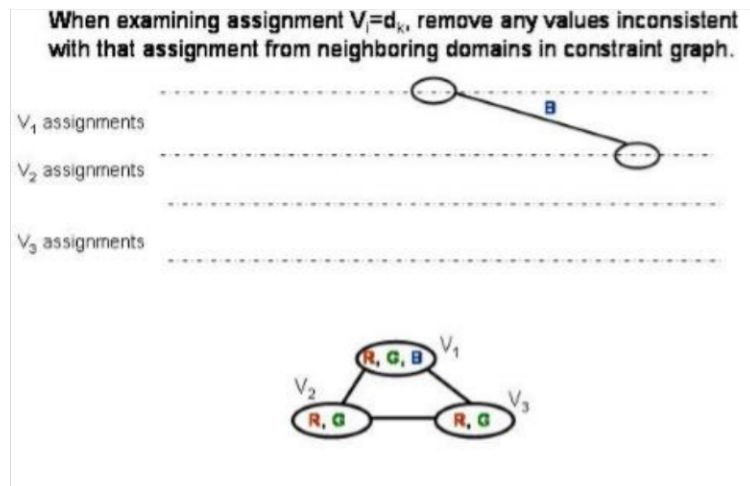 When examining assignment Vᵢ=dₖ, remove any values inconsistent
with that assignment from neighboring domains in constraint graph.
B
V₁ assignments
V₂ assignments
V₃ assignments
V₁
R, G, B
V₂
V₃
R, G
R, G